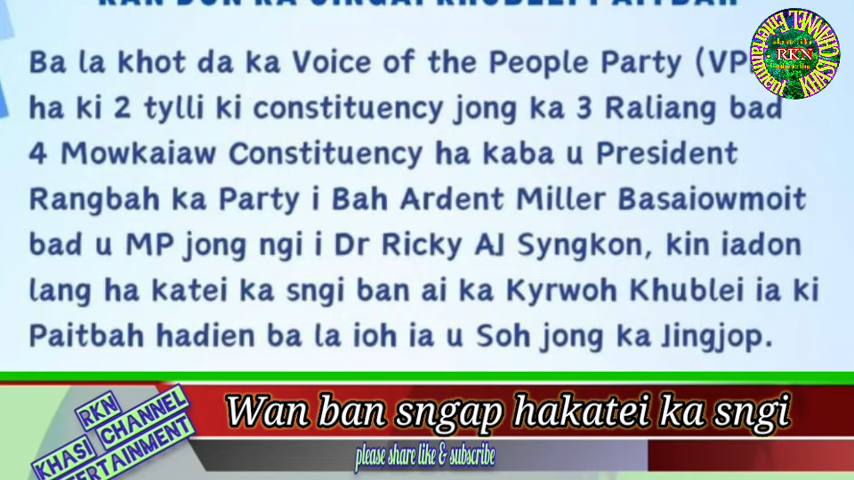 Ba la khot da ka Voice of the People Party
ha ki 2 tylli ki constituency jong ka 3 Raliang bad
4 Mowkaiaw Constituency ha kaba u President
Rangbah ka Party i Bah Ardent Miller Basaiowmoit
bad u MP jong ngi i Dr Ricky AJ Syngkon, kin iadon
lang ha katei ka sngi ban ai ka Kyrwoh Khublei ia ki
Paitbah hadien ba la ioh ia u Soh jong ka Jingjop.
Wan ban sngap hakatei ka sngi
please share like & subscribe
RKN
KHASI CHANNEL
RKN
KHASI CHANNEL
Entertainment